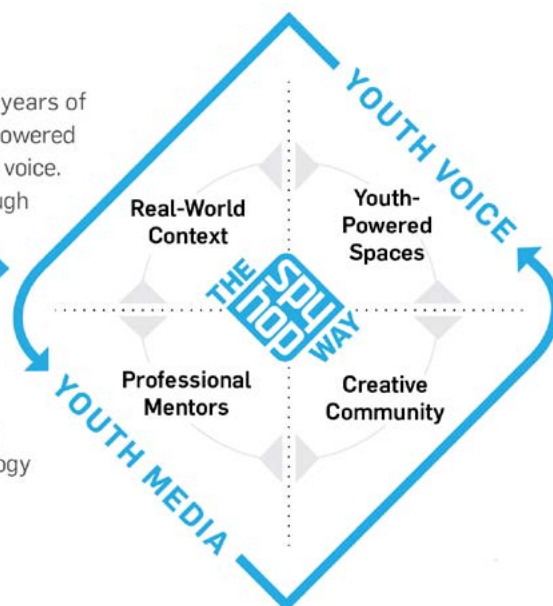 years of
owered
voice.
ugh
ogy
YOUTH VOICE
Real-World
Context
Youth-
Powered
Spaces
THE
spy
hop
WAY
Professional
Mentors
Creative
Community
YOUTH MEDIA